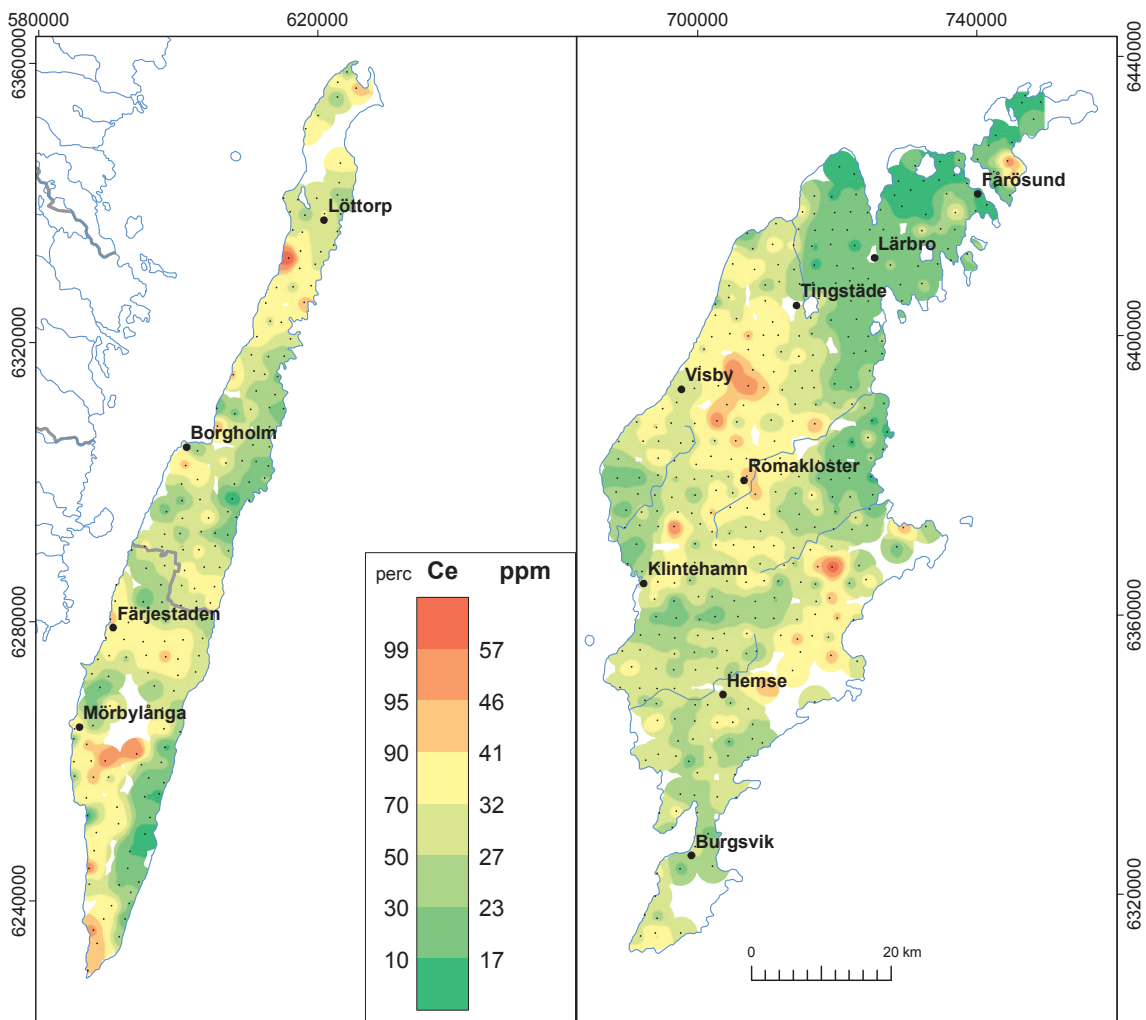 580000
620000
700000
740000
6360000
6320000
6280000
6240000
6440000
6400000
6360000
6320000
Löttorp
Borgholm
Färjestaden
Mörbylånga
Fårösund
Lärbro
Tingstäde
Visby
Romakloster
Klintehamn
Hemse
Burgsvik
perc Ce ppm
99 57
95 46
90 41
70 32
50 27
30 23
10 17
0 20 km